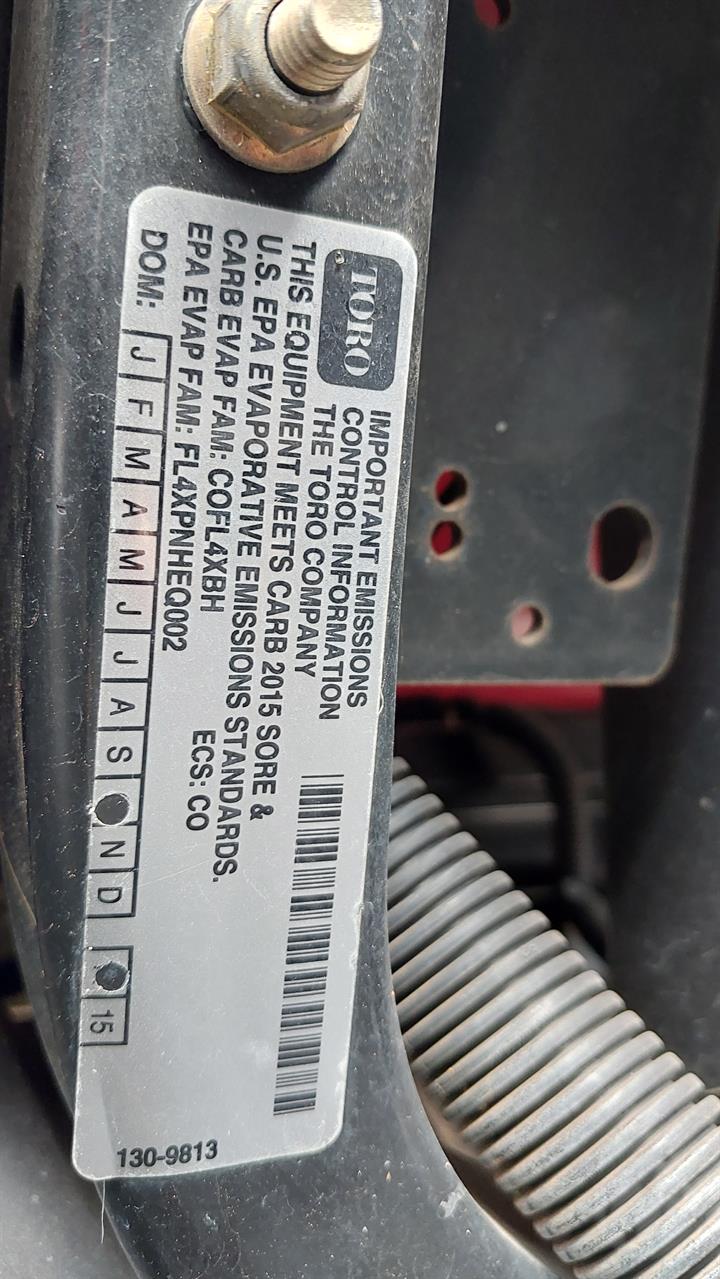 TORO
IMPORTANT EMISSIONS
CONTROL INFORMATION
THE TORO COMPANY
THIS EQUIPMENT MEETS CARB 2015 SORE &
U.S. EPA EVAPORATIVE EMISSIONS STANDARDS.
CARB EVAP FAM: COFL4XBH ECS: CO
EPA EVAP FAM: FL4XPNHEQ002
DOM: J F M A M J J A S N D 15
130-9813